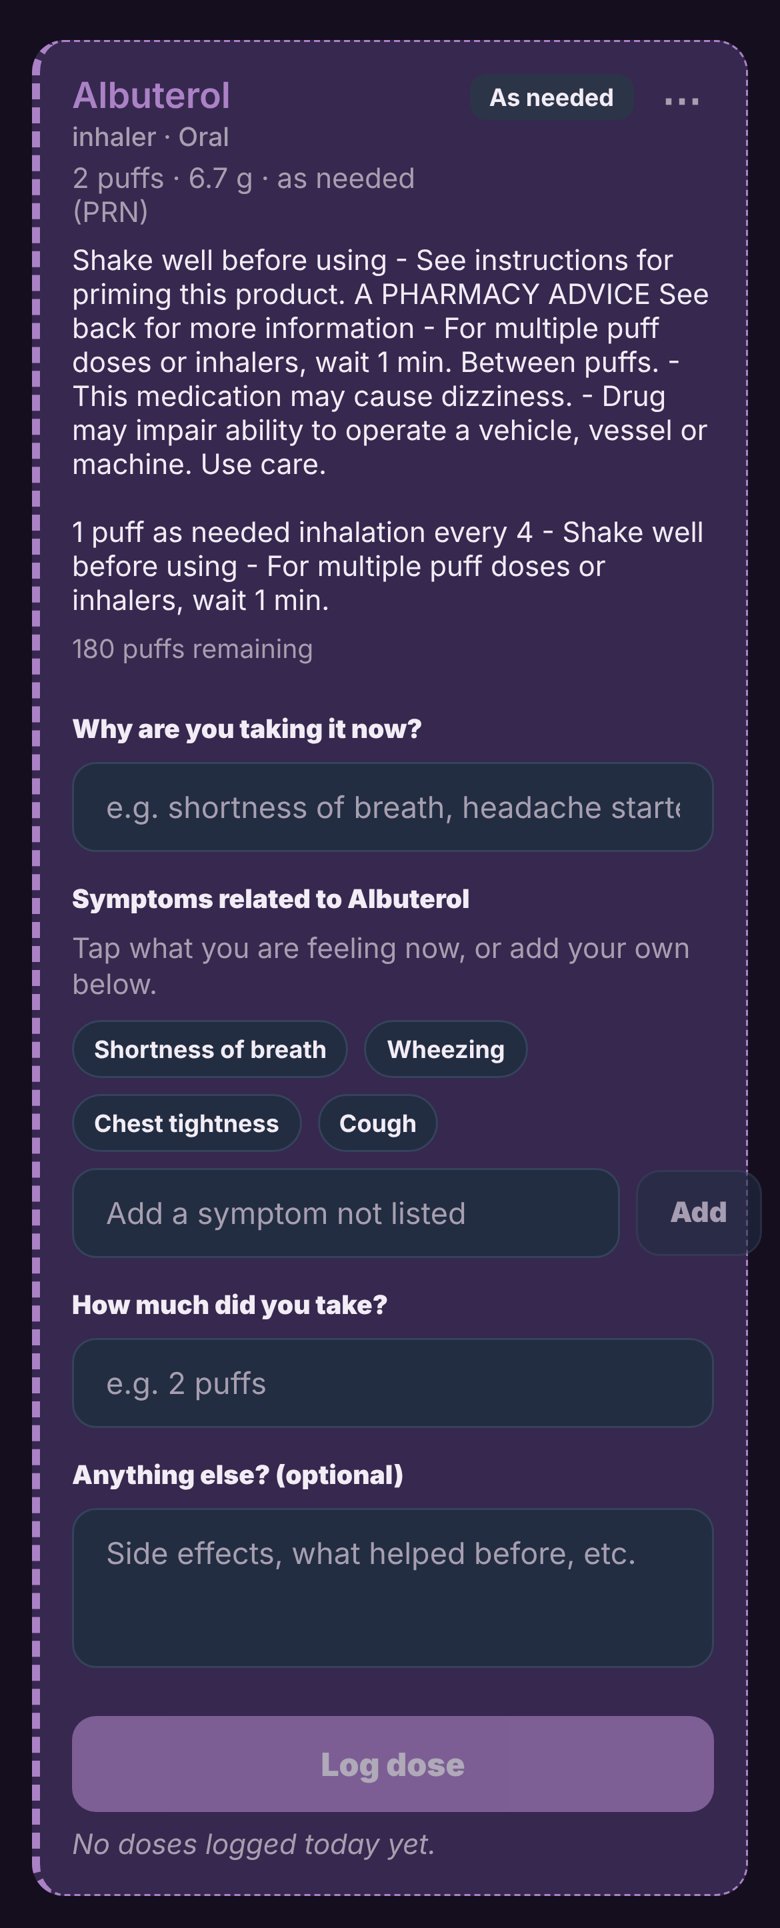 Albuterol
As needed
...
inhaler · Oral
2 puffs · 6.7 g · as needed
(PRN)
Shake well before using - See instructions for
priming this product. A PHARMACY ADVICE See
back for more information - For multiple puff
doses or inhalers, wait 1 min. Between puffs. -
This medication may cause dizziness. - Drug
may impair ability to operate a vehicle, vessel or
machine. Use care.
1 puff as needed inhalation every 4 - Shake well
before using - For multiple puff doses or
inhalers, wait 1 min.
180 puffs remaining
Why are you taking it now?
e.g. shortness of breath, headache starte
Symptoms related to Albuterol
Tap what you are feeling now, or add your own
below.
Shortness of breath
Wheezing
Chest tightness
Cough
Add a symptom not listed
Add
How much did you take?
e.g. 2 puffs
Anything else? (optional)
Side effects, what helped before, etc.
Log dose
No doses logged today yet.